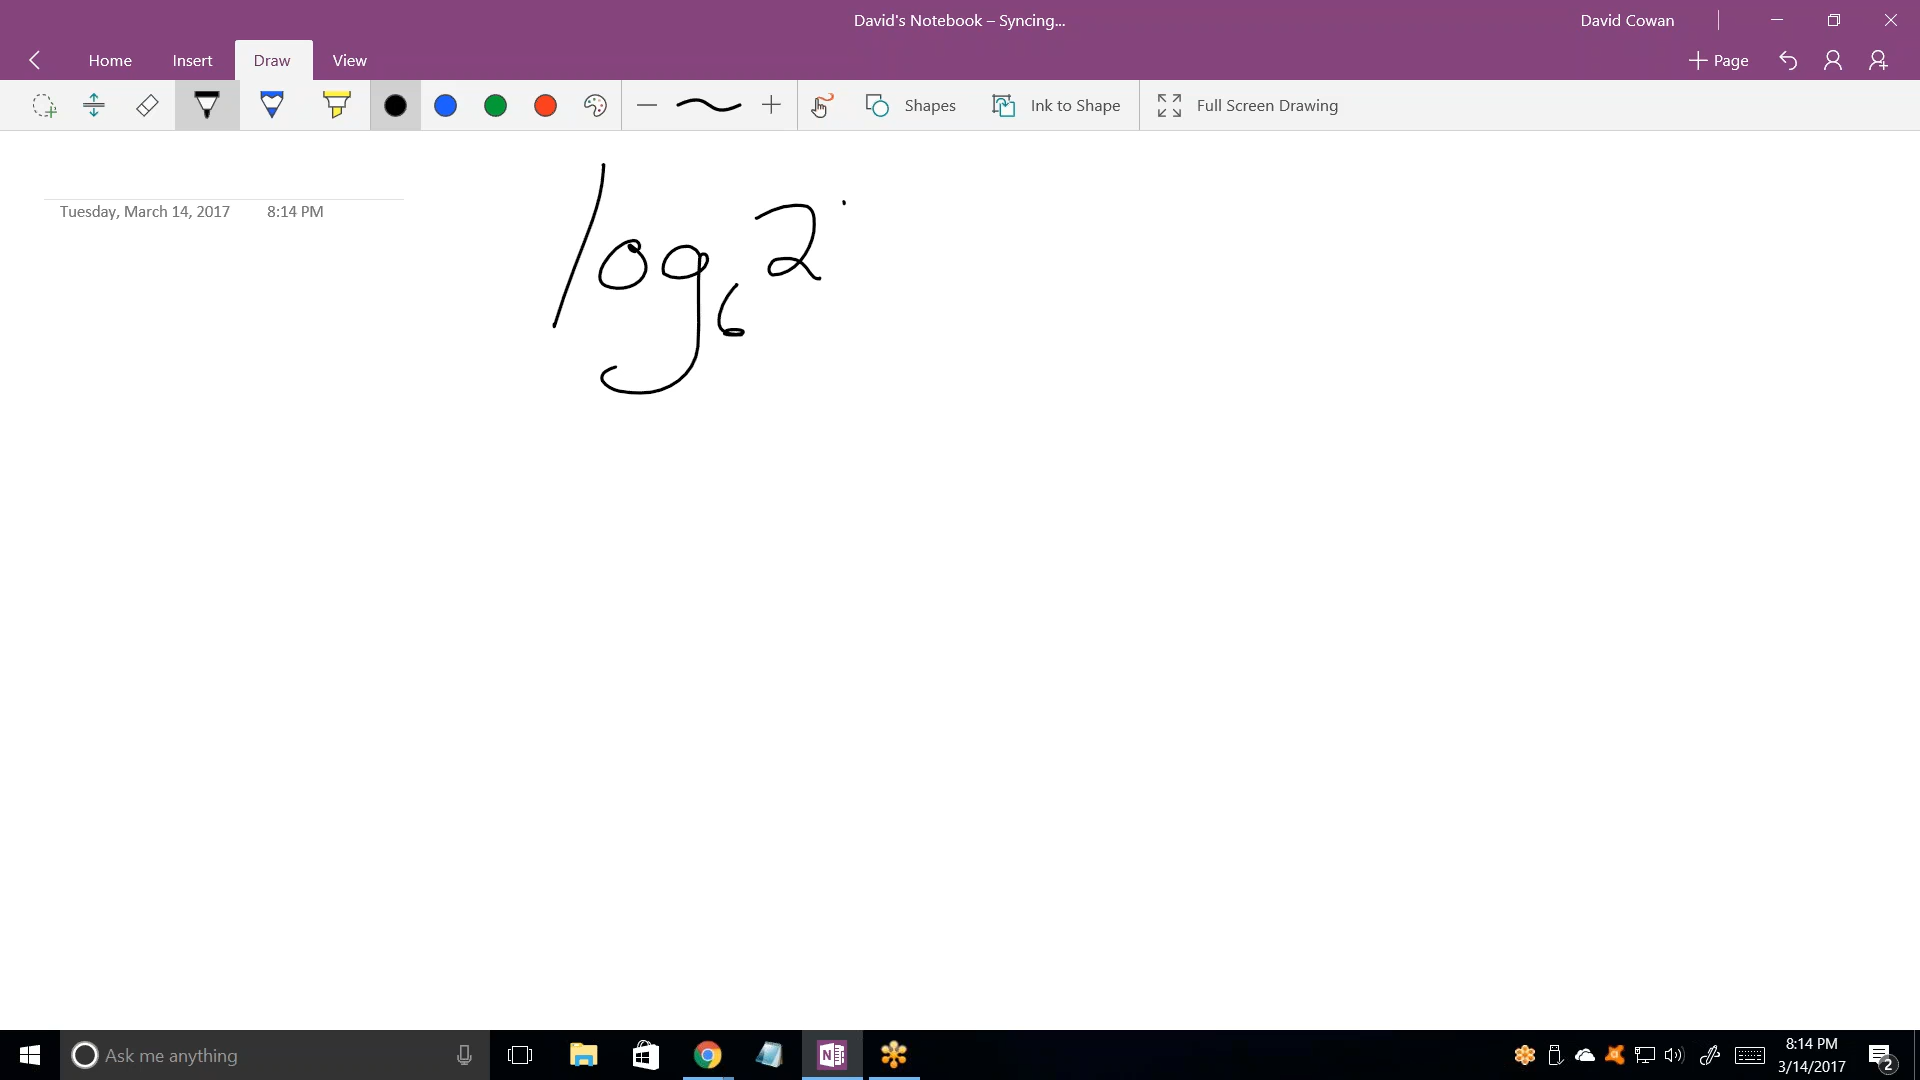 David's Notebook – Syncing...
David Cowan
Home Insert Draw View
Page
Shapes Ink to Shape Full Screen Drawing
Tuesday, March 14, 2017 8:14 PM
log₆2
Ask me anything
8:14 PM
3/14/2017
2